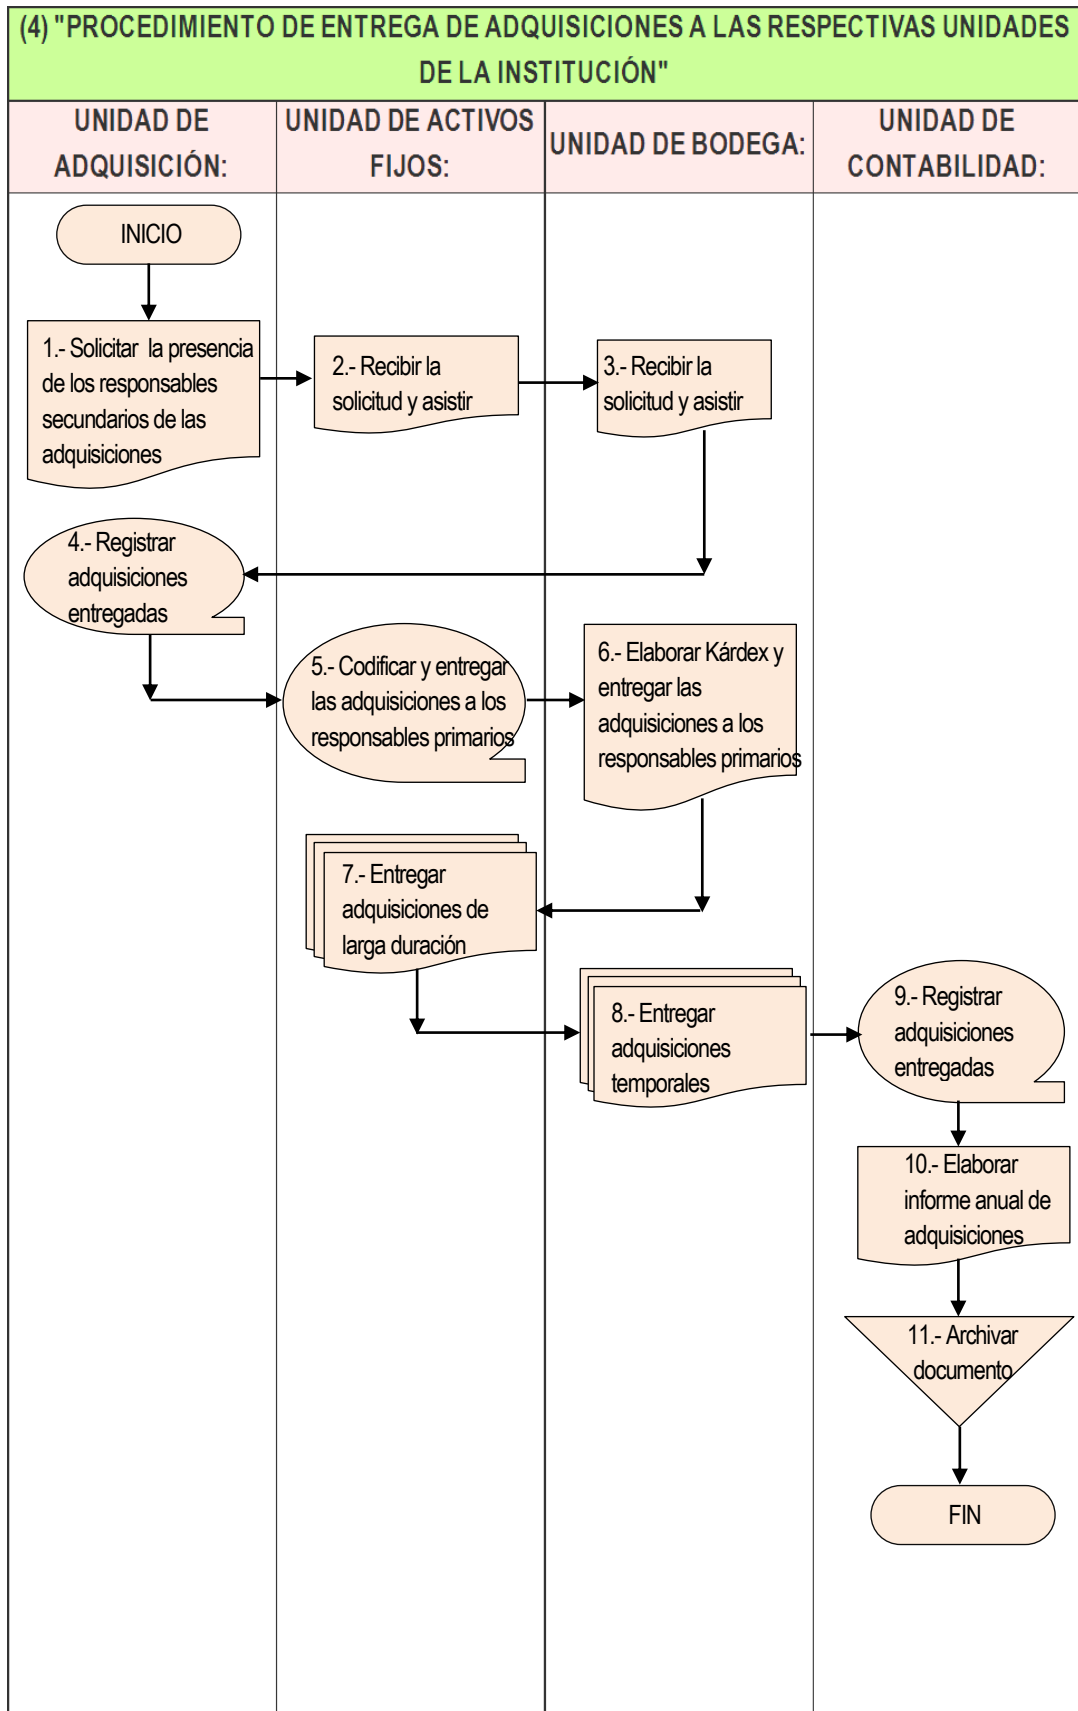 (4) "PROCEDIMIENTO DE ENTREGA DE ADQUISICIONES A LAS RESPECTIVAS UNIDADES
DE LA INSTITUCIÓN"
UNIDAD DE
ADQUISICIÓN:
UNIDAD DE ACTIVOS
FIJOS:
UNIDAD DE BODEGA:
UNIDAD DE
CONTABILIDAD:
INICIO
1.- Solicitar la presencia
de los responsables
secundarios de las
adquisiciones
2.- Recibir la
solicitud y asistir
3.- Recibir la
solicitud y asistir
4.- Registrar
adquisiciones
entregadas
5.- Codificar y entregar
las adquisiciones a los
responsables primarios
6.- Elaborar Kárdex y
entregar las
adquisiciones a los
responsables primarios
7.- Entregar
adquisiciones de
larga duración
8.- Entregar
adquisiciones
temporales
9.- Registrar
adquisiciones
entregadas
10.- Elaborar
informe anual de
adquisiciones
11.- Archivar
documento
FIN